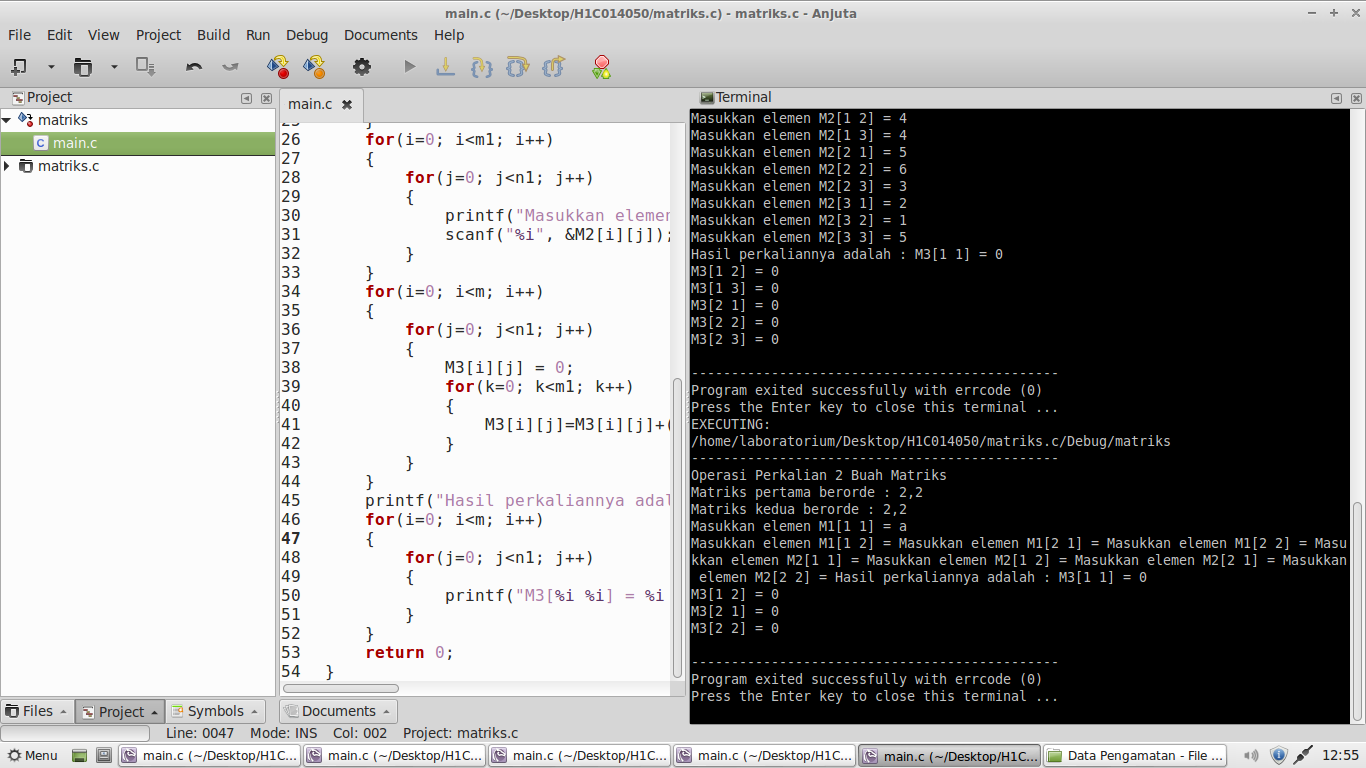 main.c (~/Desktop/H1C014050/matriks.c) - matriks.c - Anjuta
File Edit View Project Build Run Debug Documents Help
Project
matriks
main.c
matriks.c
main.c
25 }
26 for(i=0; i<m1; i++)
27 {
28 for(j=0; j<n1; j++)
29 {
30 printf("Masukkan elemen
31 scanf("%i", &M2[i][j]);
32 }
33 }
34 for(i=0; i<m; i++)
35 {
36 for(j=0; j<n1; j++)
37 {
38 M3[i][j] = 0;
39 for(k=0; k<m1; k++)
40 {
41 M3[i][j]=M3[i][j]+(
42 }
43 }
44 }
45 printf("Hasil perkaliannya adal
46 for(i=0; i<m; i++)
47 {
48 for(j=0; j<n1; j++)
49 {
50 printf("M3[%i %i] = %i
51 }
52 }
53 return 0;
54 }
Terminal
Masukkan elemen M2[1 2] = 4
Masukkan elemen M2[1 3] = 4
Masukkan elemen M2[2 1] = 5
Masukkan elemen M2[2 2] = 6
Masukkan elemen M2[2 3] = 3
Masukkan elemen M2[3 1] = 2
Masukkan elemen M2[3 2] = 1
Masukkan elemen M2[3 3] = 5
Hasil perkaliannya adalah : M3[1 1] = 0
M3[1 2] = 0
M3[1 3] = 0
M3[2 1] = 0
M3[2 2] = 0
M3[2 3] = 0
----------------------------------------------
Program exited successfully with errcode (0)
Press the Enter key to close this terminal ...
EXECUTING:
/home/laboratorium/Desktop/H1C014050/matriks.c/Debug/matriks
----------------------------------------------
Operasi Perkalian 2 Buah Matriks
Matriks pertama berorde : 2,2
Matriks kedua berorde : 2,2
Masukkan elemen M1[1 1] = a
Masukkan elemen M1[1 2] = Masukkan elemen M1[2 1] = Masukkan elemen M1[2 2] = Masu
kkan elemen M2[1 1] = Masukkan elemen M2[1 2] = Masukkan elemen M2[2 1] = Masukkan
elemen M2[2 2] = Hasil perkaliannya adalah : M3[1 1] = 0
M3[1 2] = 0
M3[2 1] = 0
M3[2 2] = 0
----------------------------------------------
Program exited successfully with errcode (0)
Press the Enter key to close this terminal ...
Files Project Symbols Documents
Line: 0047 Mode: INS Col: 002 Project: matriks.c
Menu main.c (~/Desktop/H1C... main.c (~/Desktop/H1C... main.c (~/Desktop/H1C... main.c (~/Desktop/H1C... main.c (~/Desktop/H1C... Data Pengamatan - File ... 12:55